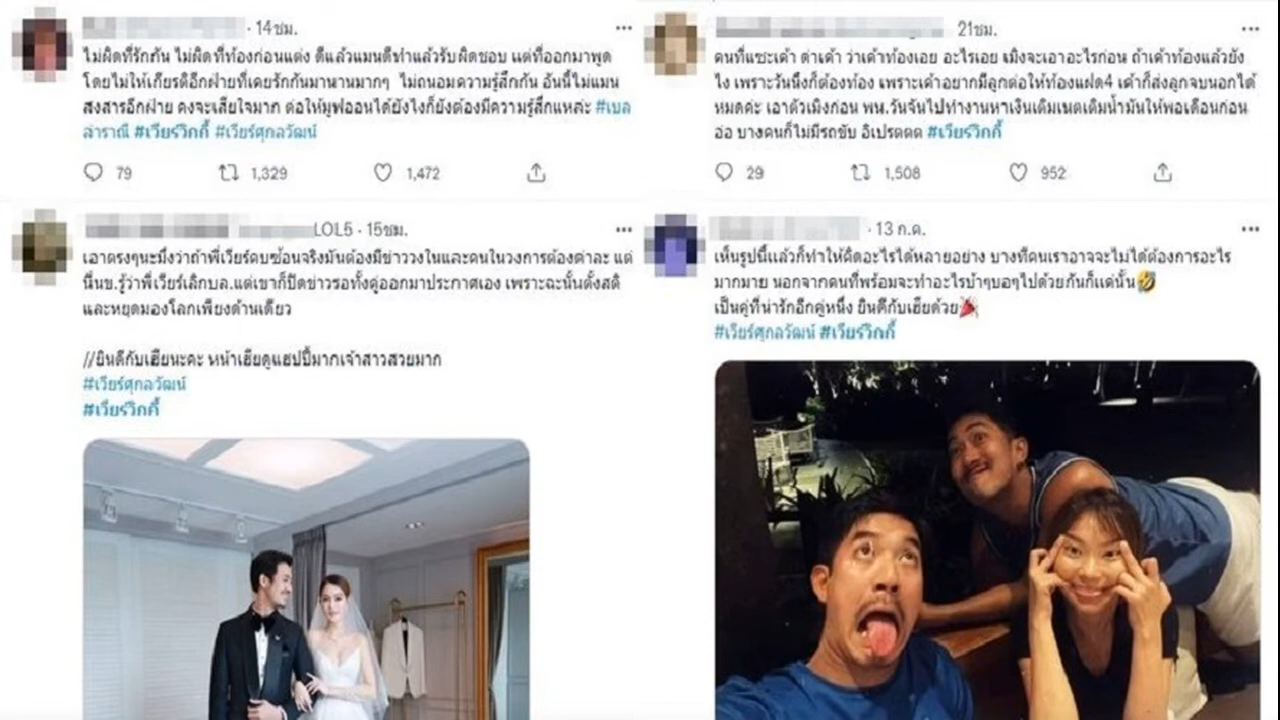 · 14ชม.
ไม่ผิดที่รักกัน ไม่ผิดที่ท้องก่อนแต่ง ดีแล้วแมนดีทำแล้วรับผิดชอบ แต่ที่ออกมาพูด
โดยไม่ให้เกียรติอีกฝ่ายที่เคยรักกันมานานมากๆ ไม่ถนอมความรู้สึกกัน อันนี้ไม่แมน
สงสารอีกฝ่าย คงจะเสียใจมาก ต่อให้มูฟออนได้ยังไงก็ยังต้องมีความรู้สึกแหล่ะ #เบล
ล่าราณี #เวียร์วิกกี้ #เวียร์ศุกลวัฒน์
79 1,329 1,472
LOL5 · 15ชม.
เอาตรงๆนะมึงว่าถ้าพี่เวียร์คบซ้อนจริงมันต้องมีข่าววงในและคนในวงการต้องด่าละ แต่
นี่นข.รู้ว่าพี่เวียร์เลิกบล.แต่เขาก็ปิดข่าวรอทั้งคู่ออกมาประกาศเอง เพราะฉะนั้นตั้งสติ
และหยุดมองโลกเพียงด้านเดียว
//ยินดีกับเฮียนะคะ หน้าเฮียดูแฮปปี้มากเจ้าสาวสวยมาก
#เวียร์ศุกลวัฒน์
#เวียร์วิกกี้
21ชม.
คนที่แซะเค้า ด่าเค้า ว่าเค้าท้องเอย อะไรเอย เมิงจะเอาอะไรก่อน ถ้าเค้าท้องแล้วยัง
ไง เพราะวันนึงก็ต้องท้อง เพราะเค้าอยากมีลูกต่อให้ท้องแฝด4 เค้าก็ส่งลูกจบนอกได้
หมดค่ะ เอาตัวเมิงก่อน พน.วันจันไปทำงานหาเงินเติมเนตเติมน้ำมันให้พอเดือนก่อน
อ่อ บางคนก็ไม่มีรถขับ อิเปรตตต #เวียร์วิกกี้
29 1,508 952
· 13 ก.ค.
เห็นรูปนี้แล้วก็ทำให้คิดอะไรได้หลายอย่าง บางทีคนเราอาจจะไม่ได้ต้องการอะไร
มากมาย นอกจากคนที่พร้อมจะทำอะไรบ้าๆบอๆไปด้วยกันก็แค่นั้น🤣
เป็นคู่ที่น่ารักอีกคู่หนึ่ง ยินดีกับเฮียด้วย🎉
#เวียร์ศุกลวัฒน์ #เวียร์วิกกี้